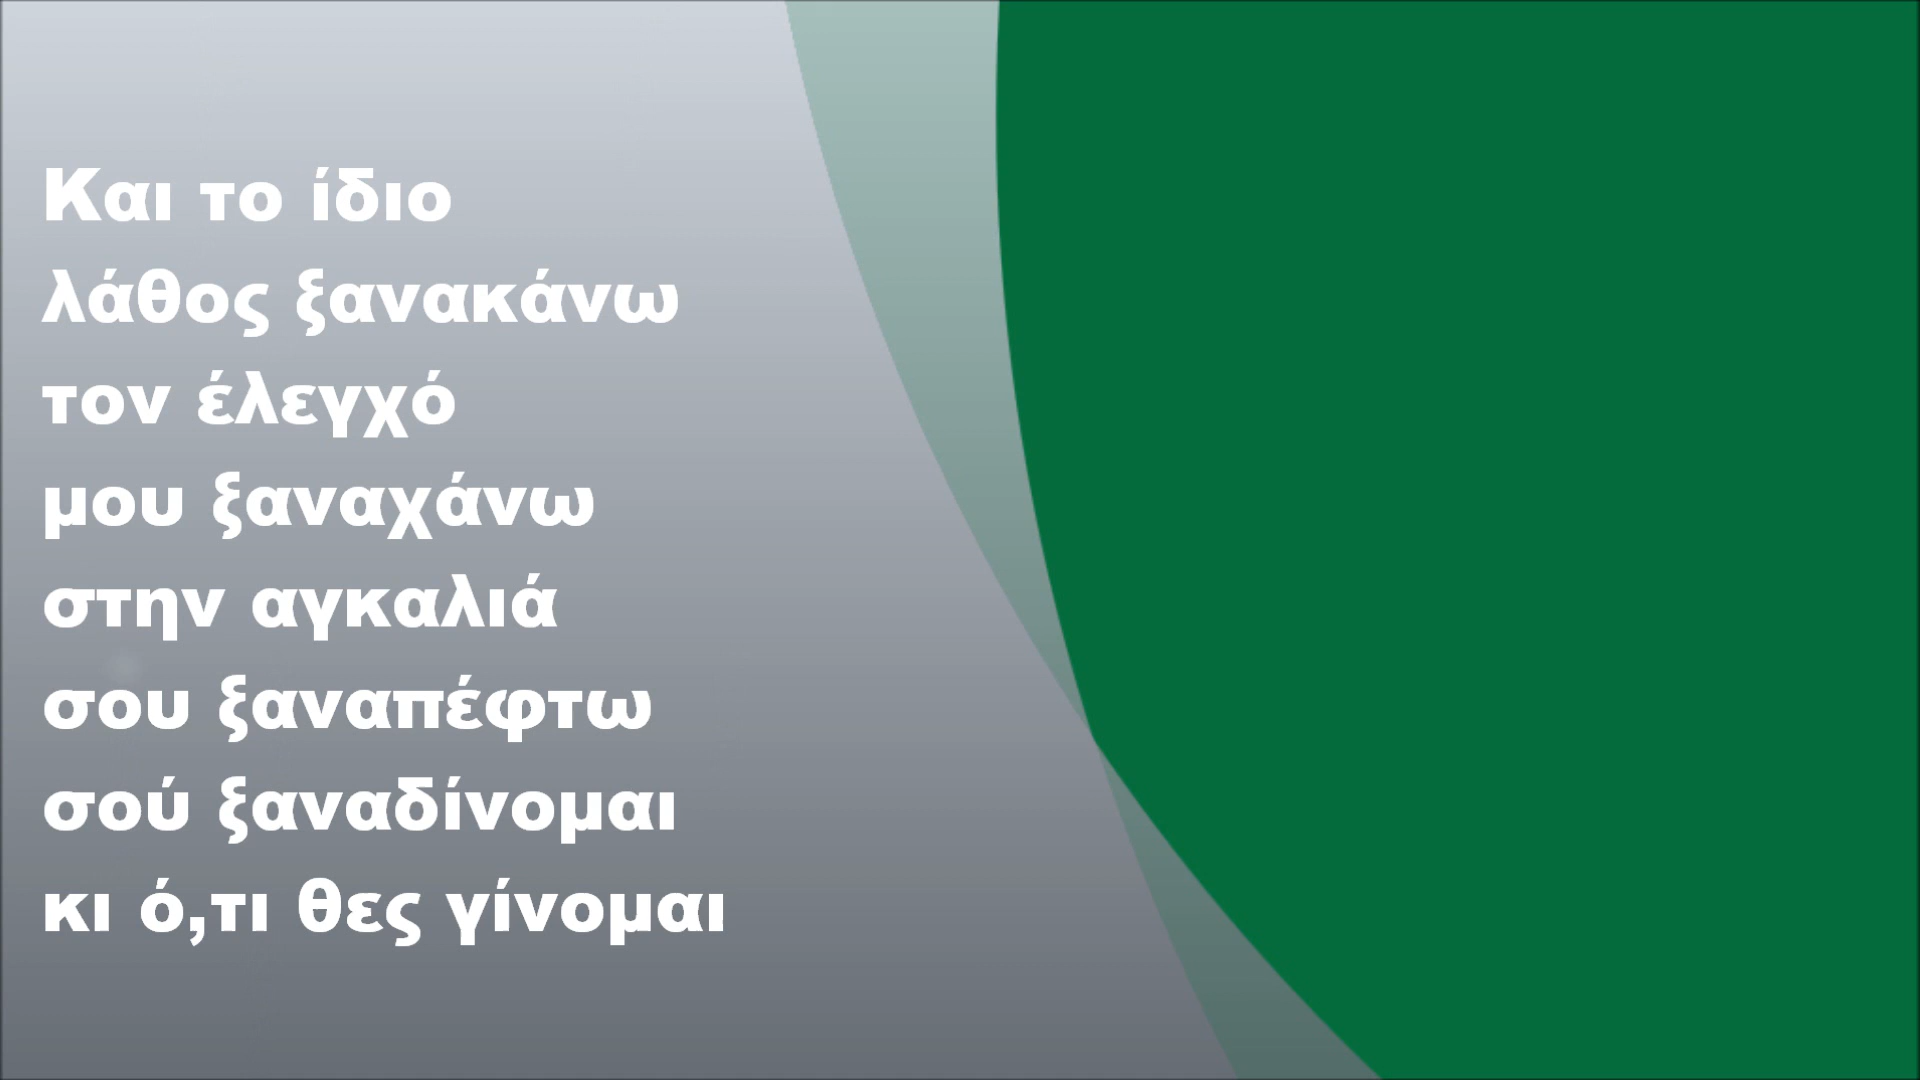 Και το ίδιο
λάθος ξανακάνω
τον έλεγχό
μου ξαναχάνω
στην αγκαλιά
σου ξαναπέφτω
σού ξαναδίνομαι
κι ό,τι θες γίνομαι